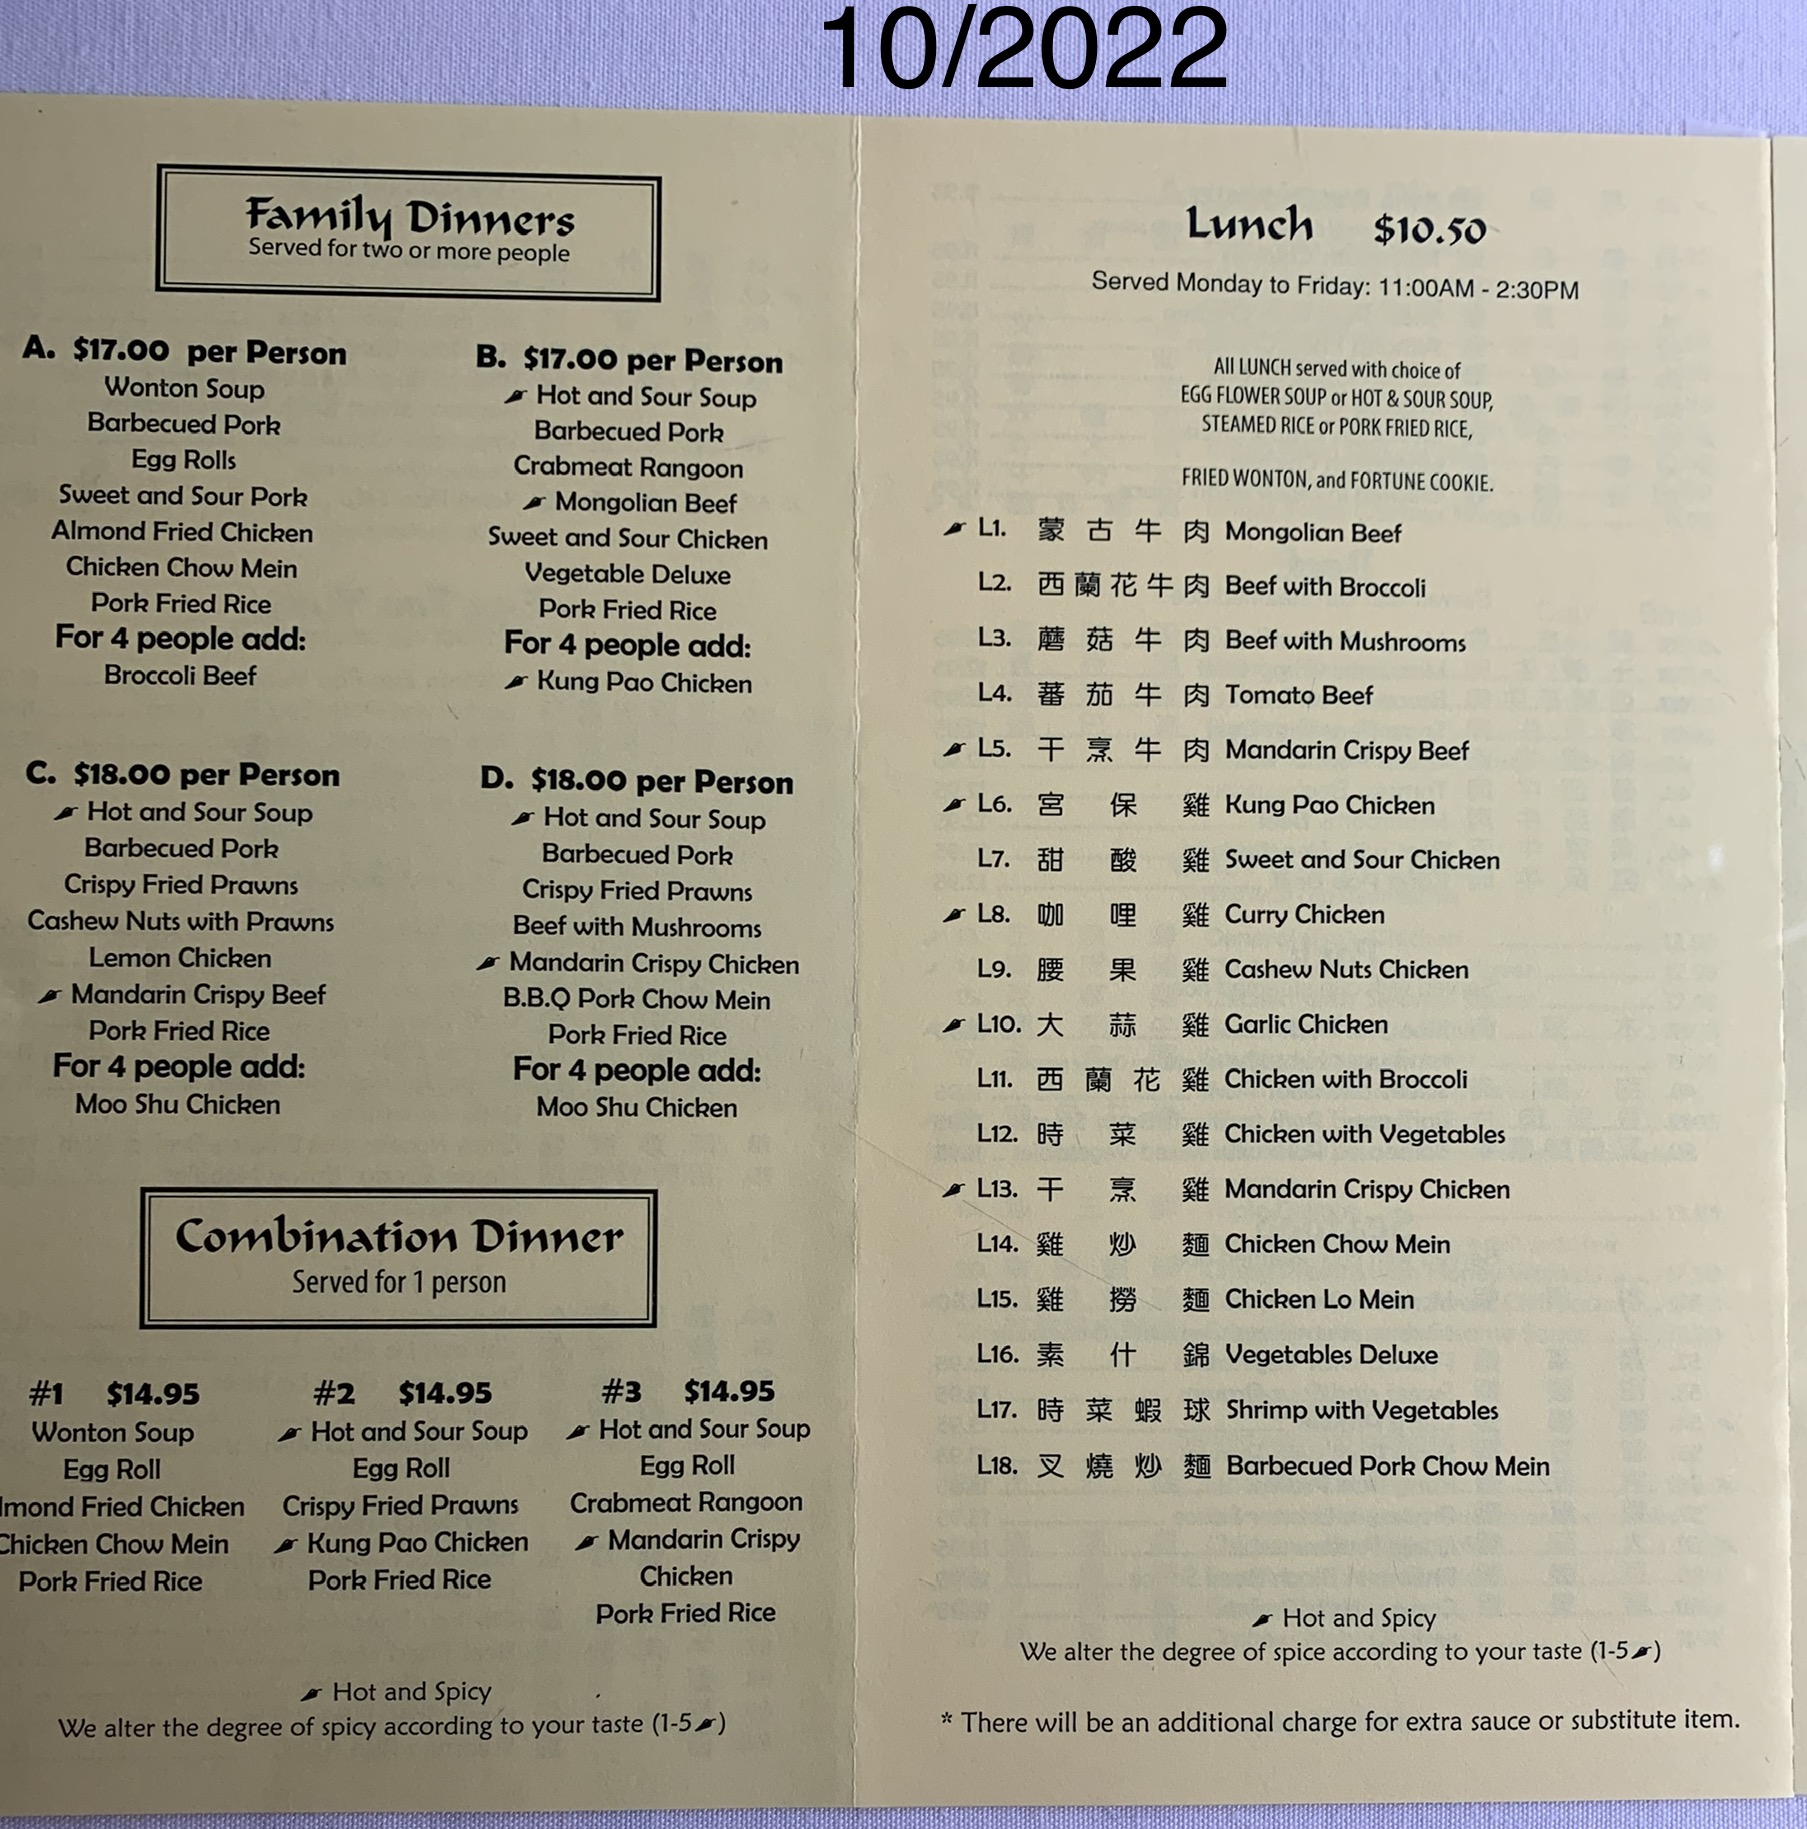 10/2022
Family Dinners
Served for two or more people
A. $17.00 per Person
Wonton Soup
Barbecued Pork
Egg Rolls
Sweet and Sour Pork
Almond Fried Chicken
Chicken Chow Mein
Pork Fried Rice
For 4 people add:
Broccoli Beef
B. $17.00 per Person
Hot and Sour Soup
Barbecued Pork
Crabmeat Rangoon
Mongolian Beef
Sweet and Sour Chicken
Vegetable Deluxe
Pork Fried Rice
For 4 people add:
Kung Pao Chicken
C. $18.00 per Person
Hot and Sour Soup
Barbecued Pork
Crispy Fried Prawns
Cashew Nuts with Prawns
Lemon Chicken
Mandarin Crispy Beef
Pork Fried Rice
For 4 people add:
Moo Shu Chicken
D. $18.00 per Person
Hot and Sour Soup
Barbecued Pork
Crispy Fried Prawns
Beef with Mushrooms
Mandarin Crispy Chicken
B.B.Q Pork Chow Mein
Pork Fried Rice
For 4 people add:
Moo Shu Chicken
Combination Dinner
Served for 1 person
#1 $14.95
Wonton Soup
Egg Roll
lmond Fried Chicken
Chicken Chow Mein
Pork Fried Rice
#2 $14.95
Hot and Sour Soup
Egg Roll
Crispy Fried Prawns
Kung Pao Chicken
Pork Fried Rice
#3 $14.95
Hot and Sour Soup
Egg Roll
Crabmeat Rangoon
Mandarin Crispy
Chicken
Pork Fried Rice
Hot and Spicy
We alter the degree of spicy according to your taste (1-5)
Lunch $10.50
Served Monday to Friday: 11:00AM - 2:30PM
All LUNCH served with choice of
EGG FLOWER SOUP or HOT & SOUR SOUP,
STEAMED RICE or PORK FRIED RICE,
FRIED WONTON, and FORTUNE COOKIE.
L1. 蒙古牛肉 Mongolian Beef
L2. 西蘭花牛肉 Beef with Broccoli
L3. 蘑菇牛肉 Beef with Mushrooms
L4. 蕃茄牛肉 Tomato Beef
L5. 干烹牛肉 Mandarin Crispy Beef
L6. 宮保雞 Kung Pao Chicken
L7. 甜酸雞 Sweet and Sour Chicken
L8. 咖哩雞 Curry Chicken
L9. 腰果雞 Cashew Nuts Chicken
L10. 大蒜雞 Garlic Chicken
L11. 西蘭花雞 Chicken with Broccoli
L12. 時菜雞 Chicken with Vegetables
L13. 干烹雞 Mandarin Crispy Chicken
L14. 雞炒麵 Chicken Chow Mein
L15. 雞撈麵 Chicken Lo Mein
L16. 素什錦 Vegetables Deluxe
L17. 時菜蝦球 Shrimp with Vegetables
L18. 叉燒炒麵 Barbecued Pork Chow Mein
Hot and Spicy
We alter the degree of spice according to your taste (1-5)
* There will be an additional charge for extra sauce or substitute item.